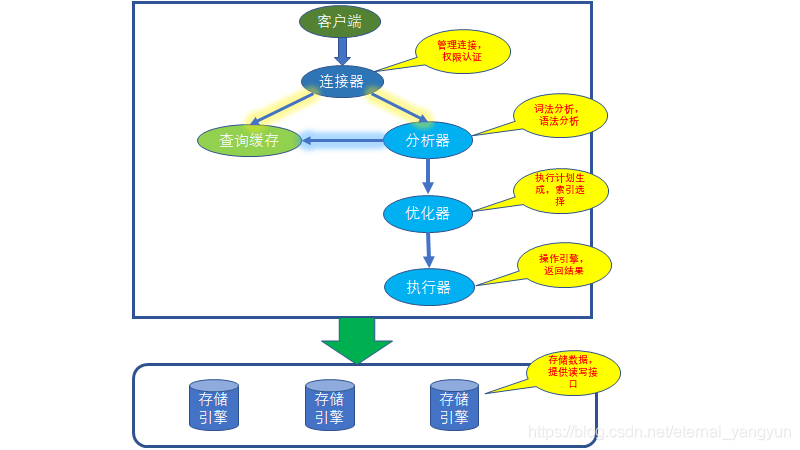 客户端
管理连接，
权限认证
连接器
词法分析，
语法分析
查询缓存
分析器
执行计划生
成，索引选
择
优化器
操作引擎，
返回结果
执行器
存储数据，
提供读写接
口
存储
引擎
存储
引擎
存储
引擎
https://blog.csdn.net/eternal_yangyun